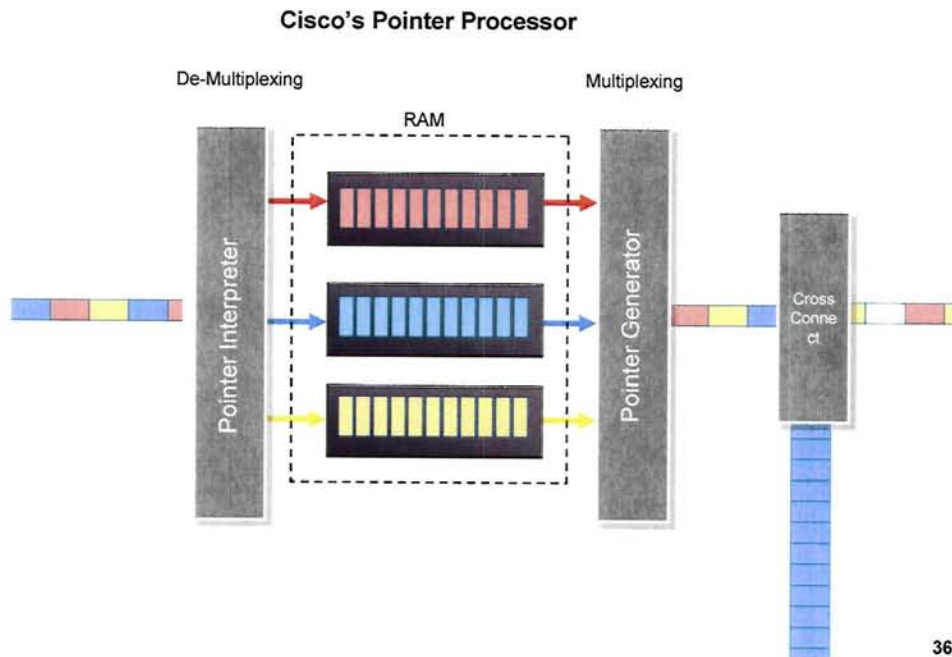 Cisco's Pointer Processor
De-Multiplexing
Multiplexing
RAM
Pointer Interpreter
Pointer Generator
Cross
Conne
ct
36